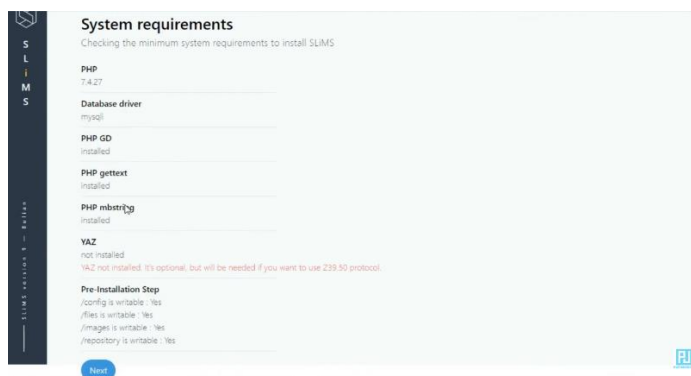 System requirements
Checking the minimum system requirements to install SLiMS
PHP
7.4.27
Database driver
mysqli
PHP GD
installed
PHP gettext
installed
PHP mbstring
installed
YAZ
not installed
YAZ not installed. It's optional, but will be needed if you want to use Z39.50 protocol.
Pre-Installation Step
/config is writable : Yes
/files is writable : Yes
/images is writable : Yes
/repository is writable : Yes
Next
S
L
i
M
S
SLiMS version 9 — Bulian